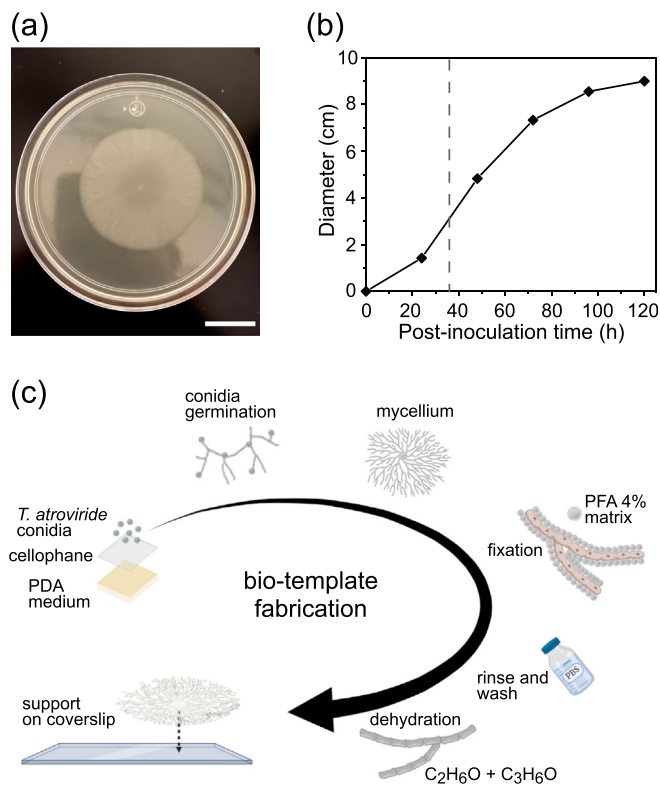 (a)
(b)
10
8
6
4
2
0
Diameter (cm)
0 20 40 60 80 100 120
Post-inoculation time (h)
(c)
conidia
germination
mycellium
T. atroviride
conidia
cellophane
PDA
medium
PFA 4%
matrix
fixation
bio-template
fabrication
PBS
rinse and
wash
support
on coverslip
dehydration
C₂H₆O + C₃H₆O